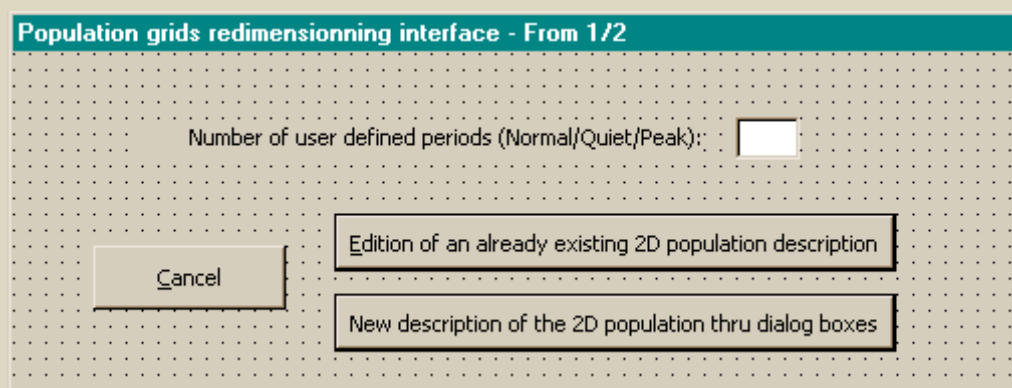 Population grids redimensionning interface - From 1/2
Number of user defined periods (Normal/Quiet/Peak):
Edition of an already existing 2D population description
Cancel
New description of the 2D population thru dialog boxes